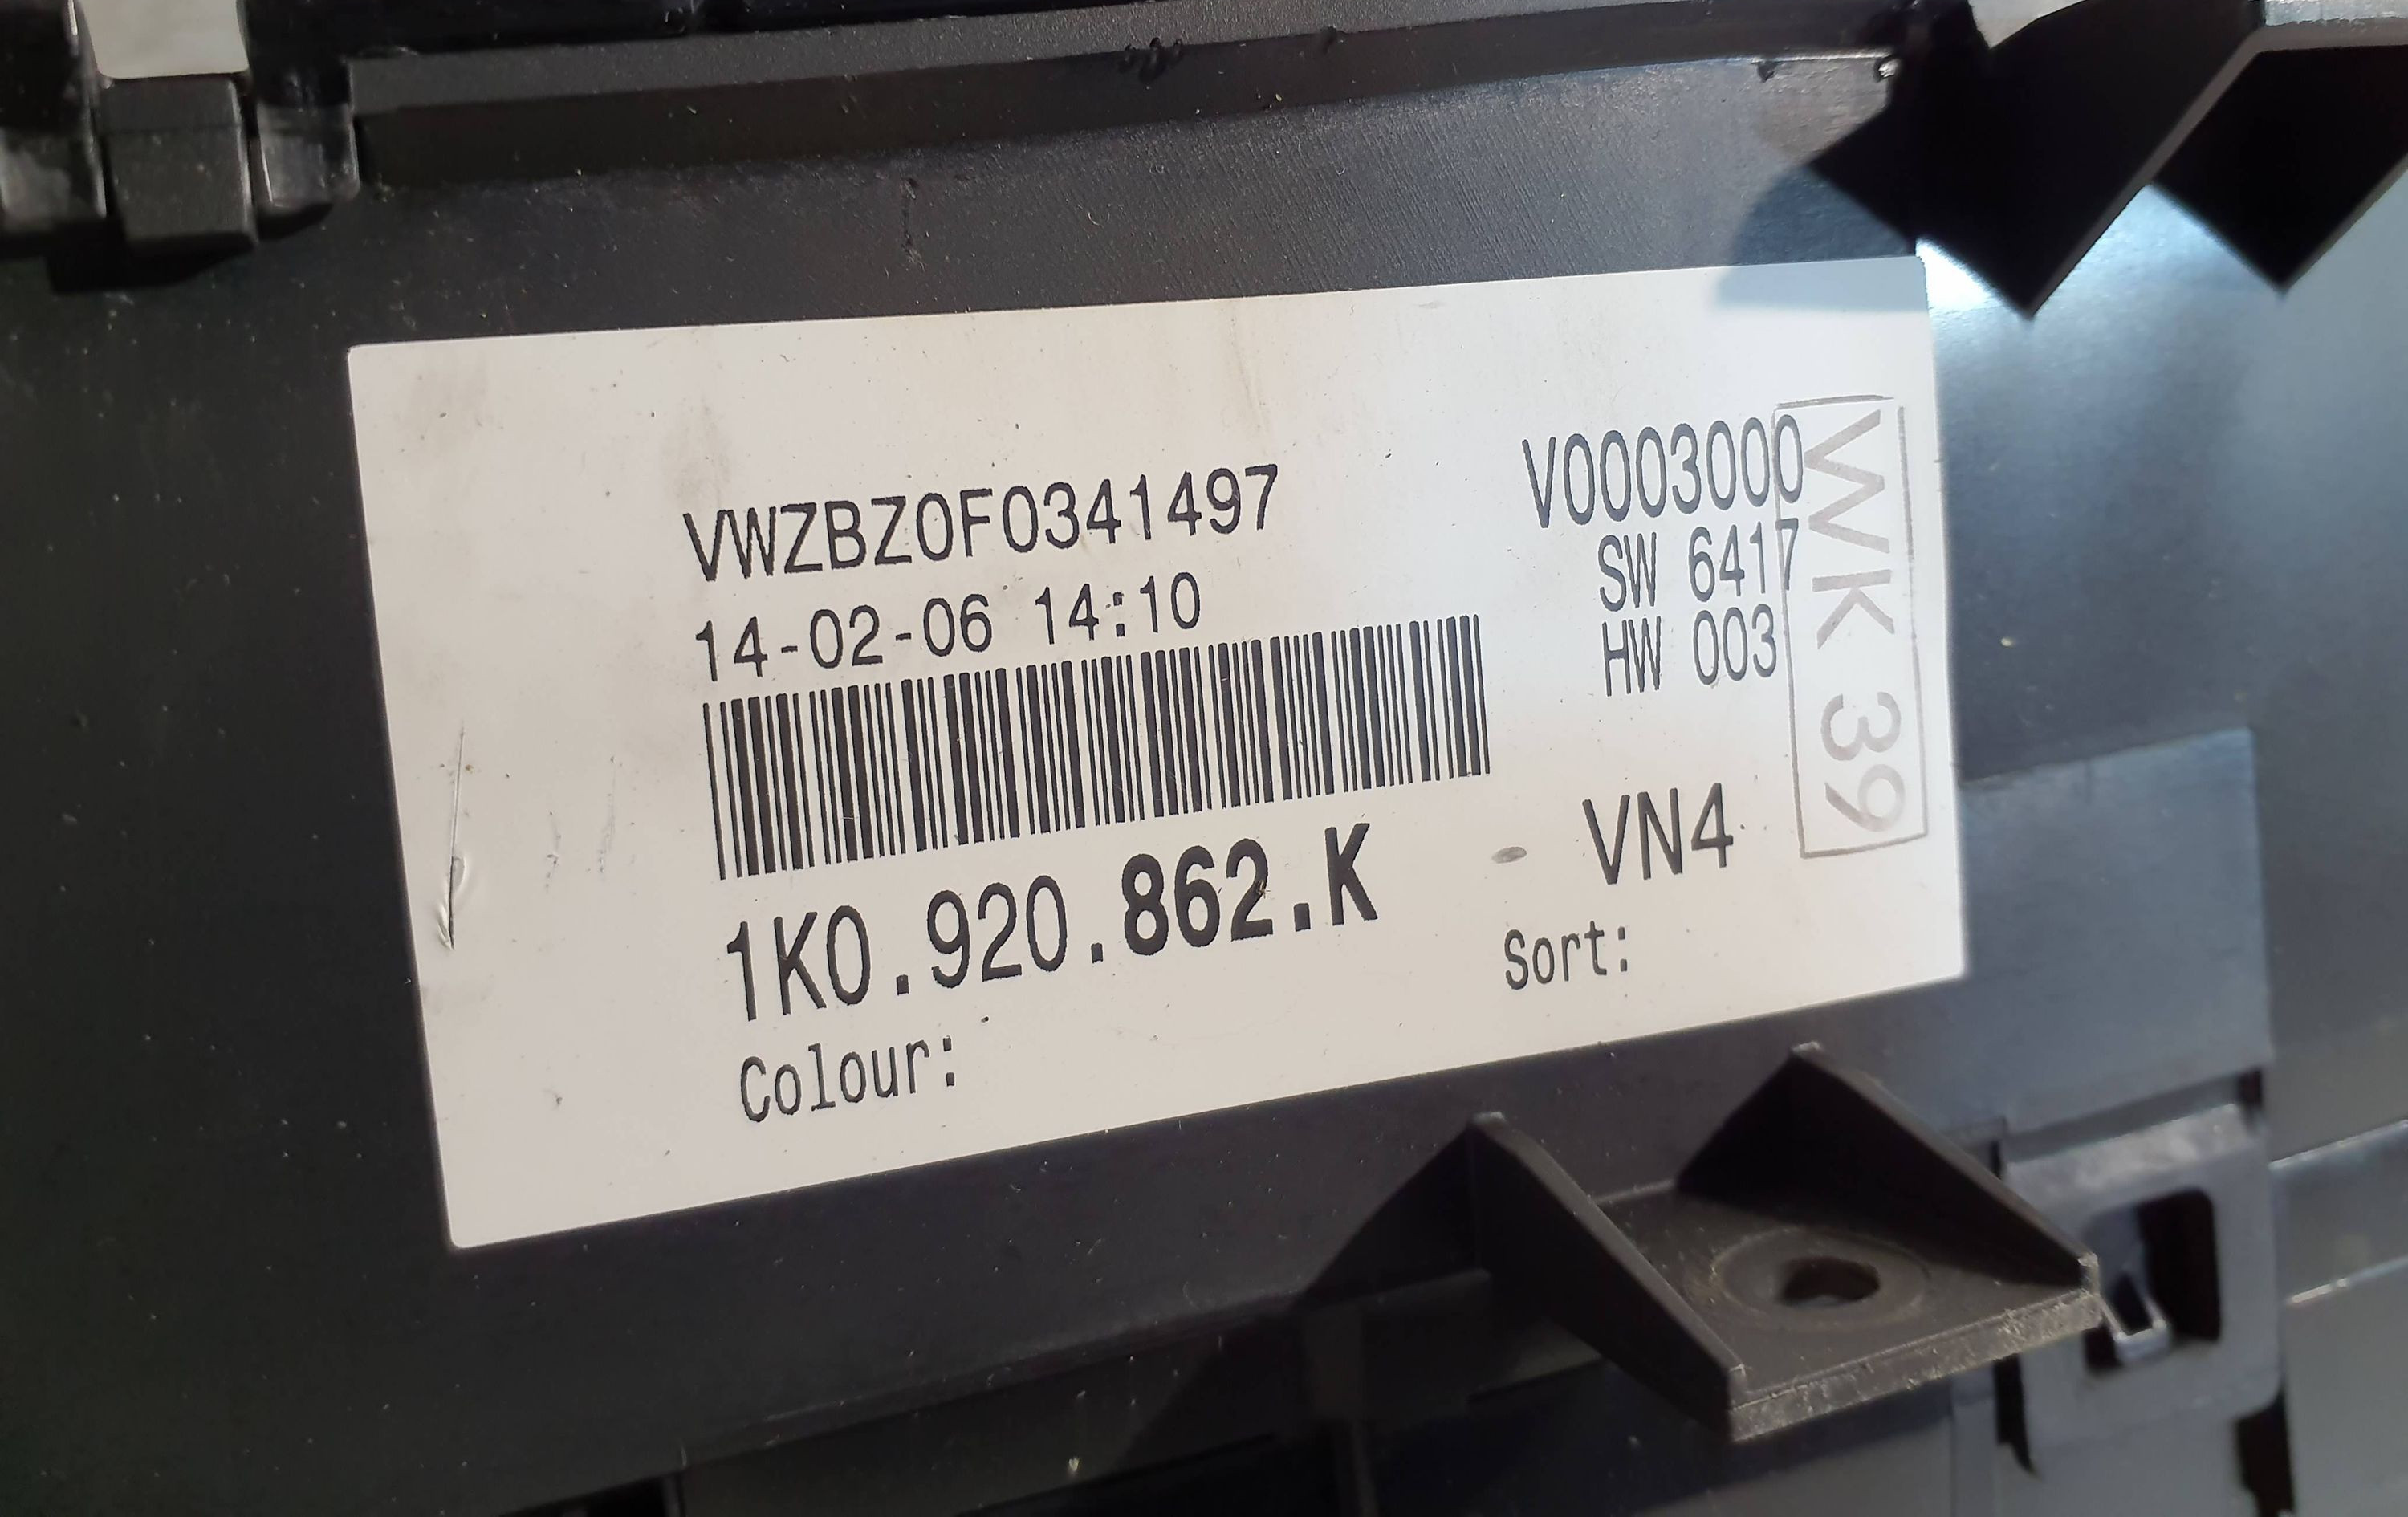 VWZBZ0F0341497
14-02-06 14:10
1K0.920.862.K
Colour:
V0003000
SW 6417
HW 003
VN4
Sort:
WK 39